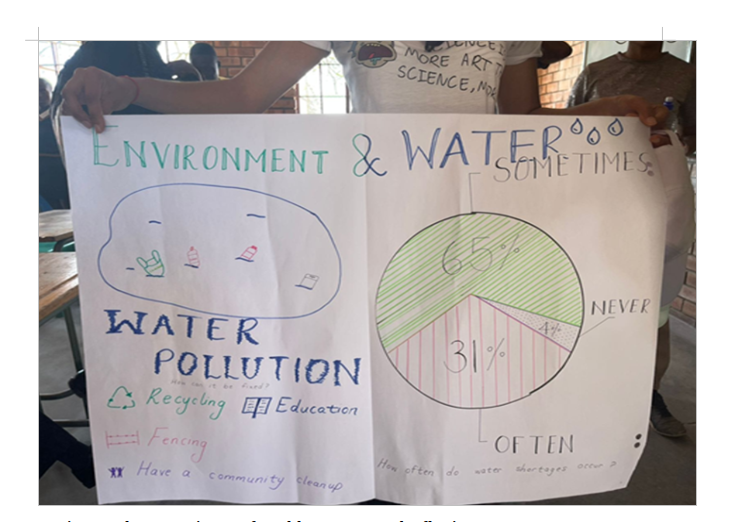 SCIENCE
MORE ART
SCIENCE, MORE
ENVIRONMENT & WATER
SOMETIMES
65%
NEVER
4%
31%
WATER
POLLUTION
How can it be fixed?
Recycling Education
Fencing
Have a community cleanup
OFTEN
How often do water shortages occur?